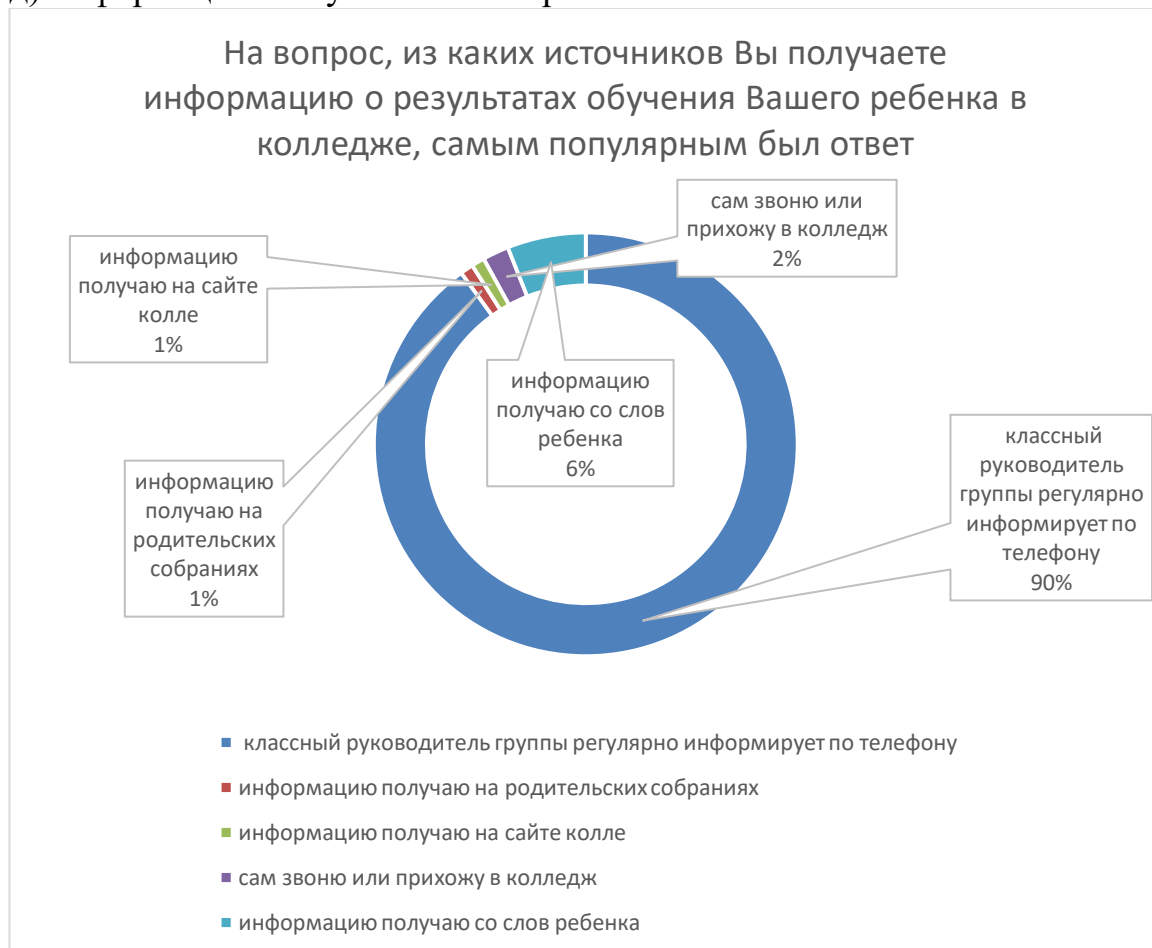 На вопрос, из каких источников Вы получаете
информацию о результатах обучения Вашего ребенка в
колледже, самым популярным был ответ
сам звоню или
прихожу в колледж
2%
информацию
получаю на сайте
колле
1%
информацию
получаю со слов
ребенка
6%
классный
руководитель
группы регулярно
информирует по
телефону
90%
информацию
получаю на
родительских
собраниях
1%
классный руководитель группы регулярно информирует по телефону
информацию получаю на родительских собраниях
информацию получаю на сайте колле
сам звоню или прихожу в колледж
информацию получаю со слов ребенка